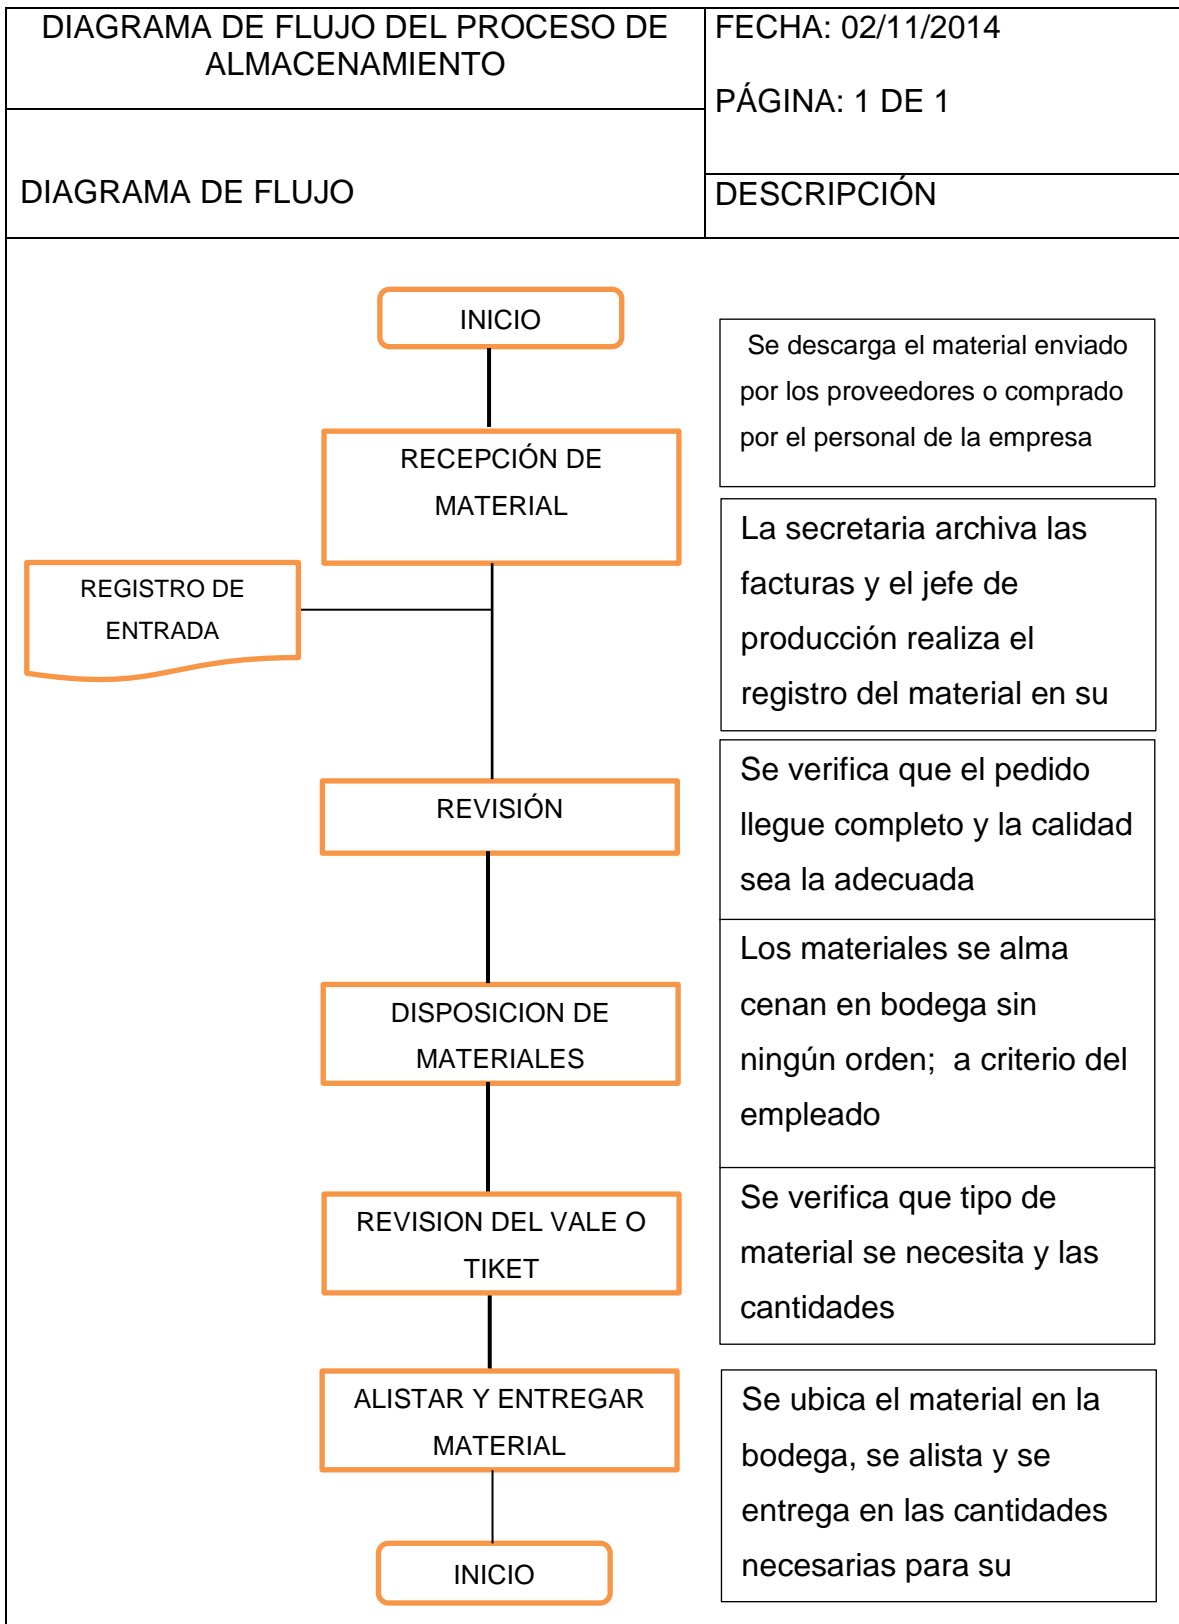 DIAGRAMA DE FLUJO DEL PROCESO DE
ALMACENAMIENTO
FECHA: 02/11/2014
PÁGINA: 1 DE 1
DIAGRAMA DE FLUJO
DESCRIPCIÓN
INICIO
Se descarga el material enviado
por los proveedores o comprado
por el personal de la empresa
RECEPCIÓN DE
MATERIAL
La secretaria archiva las
facturas y el jefe de
producción realiza el
registro del material en su
REGISTRO DE
ENTRADA
REVISIÓN
Se verifica que el pedido
llegue completo y la calidad
sea la adecuada
DISPOSICION DE
MATERIALES
Los materiales se alma
cenan en bodega sin
ningún orden;  a criterio del
empleado
REVISION DEL VALE O
TIKET
Se verifica que tipo de
material se necesita y las
cantidades
ALISTAR Y ENTREGAR
MATERIAL
Se ubica el material en la
bodega, se alista y se
entrega en las cantidades
necesarias para su
INICIO